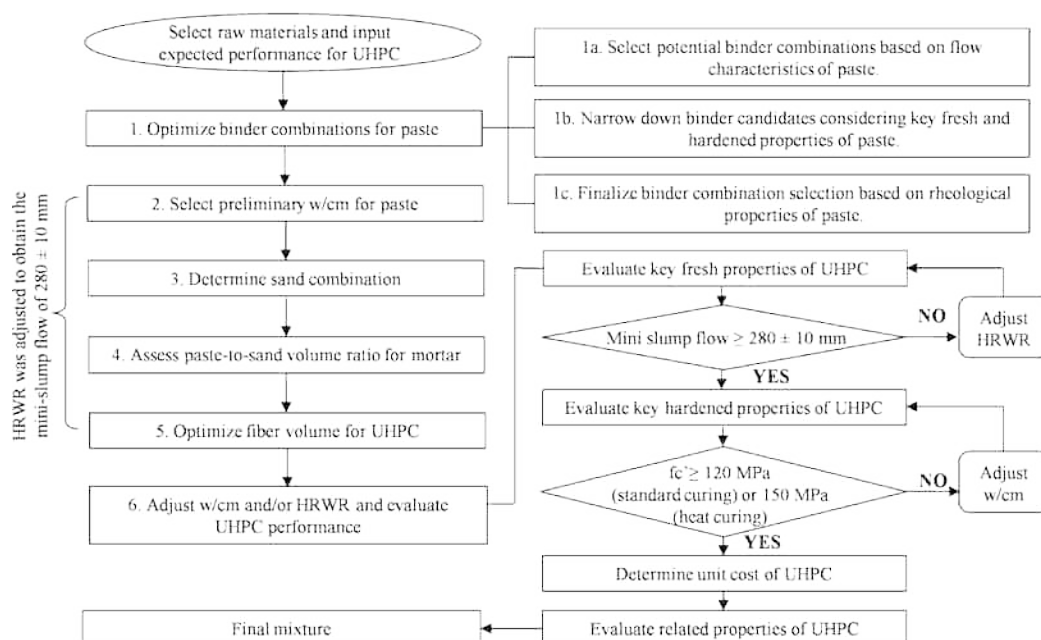 Select raw materials and input
expected performance for UHPC
1. Optimize binder combinations for paste
2. Select preliminary w/cm for paste
3. Determine sand combination
4. Assess paste-to-sand volume ratio for mortar
5. Optimize fiber volume for UHPC
6. Adjust w/cm and/or HRWR and evaluate
UHPC performance
HRWR was adjusted to obtain the
mini-slump flow of 280 ± 10 mm
1a. Select potential binder combinations based on flow
characteristics of paste.
1b. Narrow down binder candidates considering key fresh and
hardened properties of paste.
1c. Finalize binder combination selection based on rheological
properties of paste.
Evaluate key fresh properties of UHPC
Mini slump flow ≥ 280 ± 10 mm
NO
Adjust
HRWR
YES
Evaluate key hardened properties of UHPC
fc' ≥ 120 MPa
(standard curing) or 150 MPa
(heat curing)
NO
Adjust
w/cm
YES
Determine unit cost of UHPC
Evaluate related properties of UHPC
Final mixture